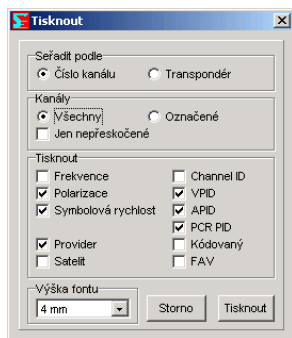 Tisknout
Seřadit podle
Číslo kanálu Transpondér
Kanály
Všechny Označené
Jen nepřeskočené
Tisknout
Frekvence Channel ID
Polarizace VPID
Symbolová rychlost APID
PCR PID
Provider Kódovaný
Satelit FAV
Výška fontu
4 mm Storno Tisknout